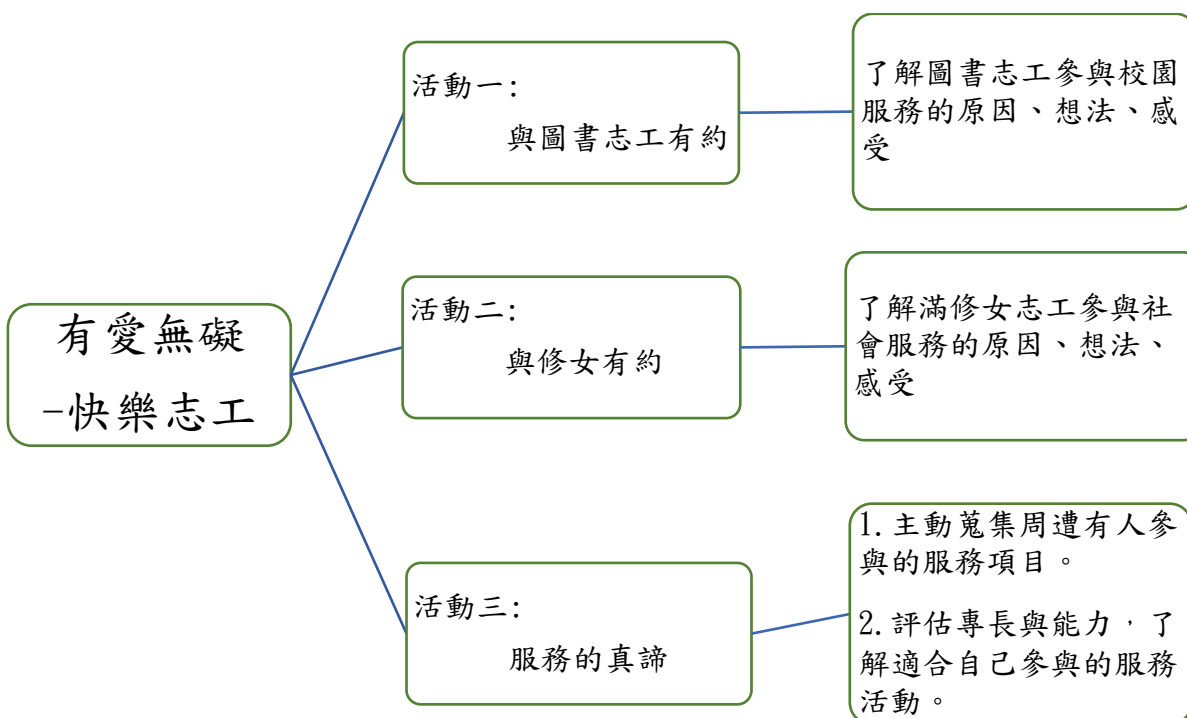 有愛無礙
-快樂志工
活動一:
與圖書志工有約
了解圖書志工參與校園
服務的原因、想法、感
受
活動二:
與修女有約
了解滿修女志工參與社
會服務的原因、想法、
感受
活動三:
服務的真諦
1.主動蒐集周遭有人參
與的服務項目。
2.評估專長與能力，了
解適合自己參與的服務
活動。